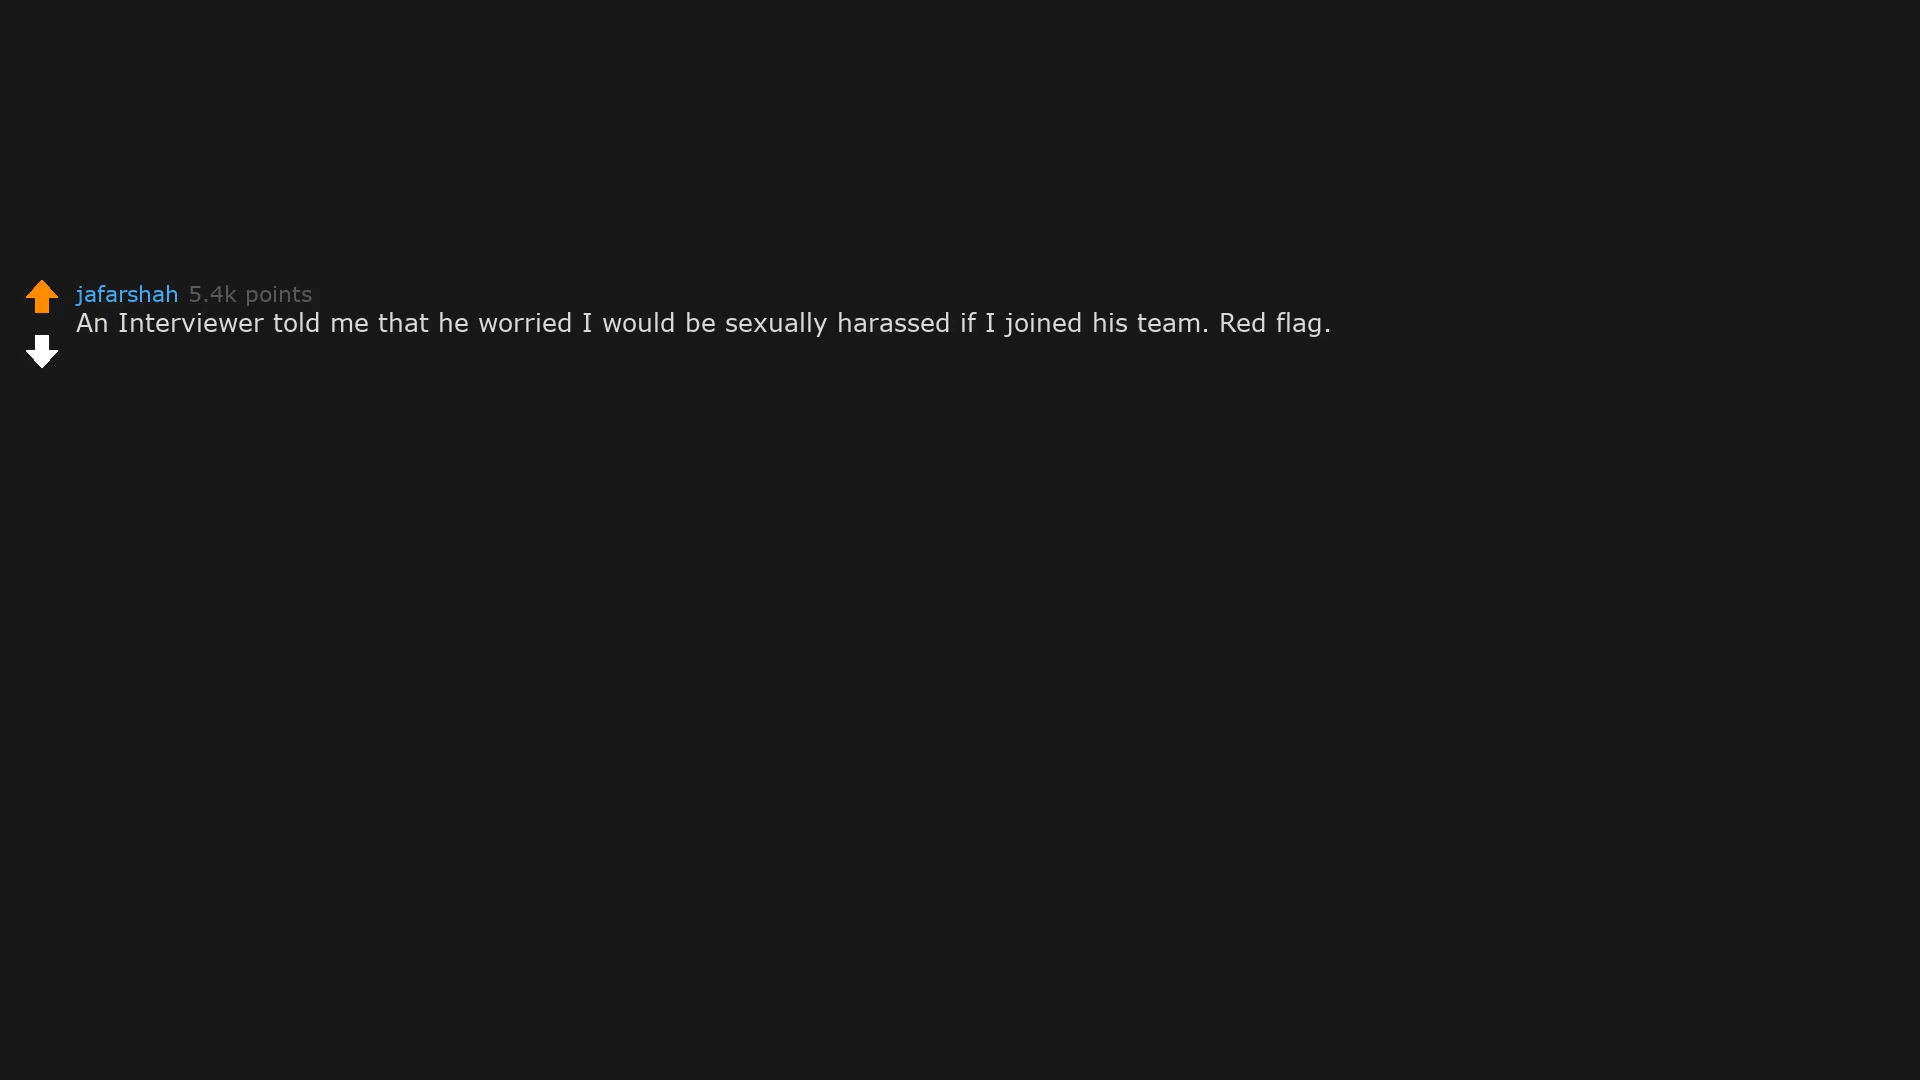 jafarshah 5.4k points
An Interviewer told me that he worried I would be sexually harassed if I joined his team. Red flag.